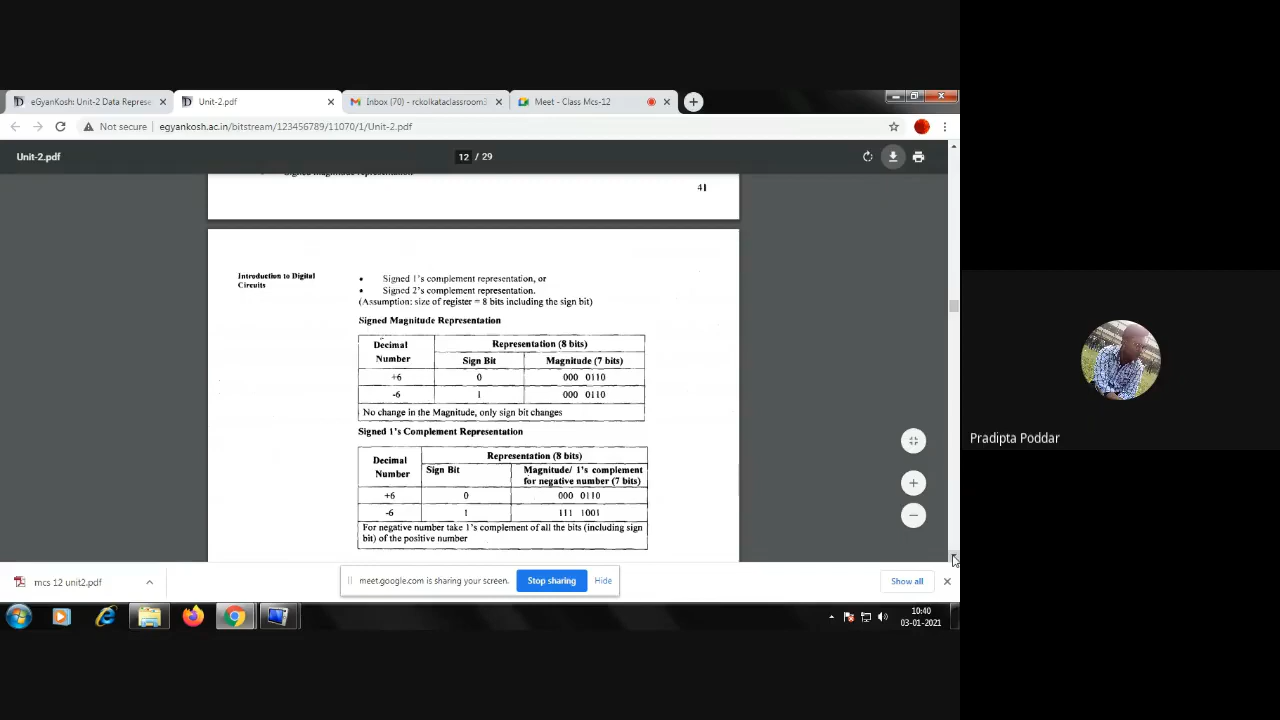 eGyanKosh: Unit-2 Data Represe
Unit-2.pdf
Inbox (70) - rckolkataclassroom3
Meet - Class Mcs-12
Not secure
egyankosh.ac.in/bitstream/123456789/11070/1/Unit-2.pdf
Unit-2.pdf
12 / 29
41
Introduction to Digital
Circuits
• Signed 1's complement representation, or
• Signed 2's complement representation.
(Assumption: size of register = 8 bits including the sign bit)
Signed Magnitude Representation
Decimal Number Representation (8 bits)
Sign Bit Magnitude (7 bits)
+6 0 000 0110
-6 1 000 0110
No change in the Magnitude, only sign bit changes
Signed 1's Complement Representation
Decimal Number Representation (8 bits)
Sign Bit Magnitude/ 1's complement
for negative number (7 bits)
+6 0 000 0110
-6 1 111 1001
For negative number take 1's complement of all the bits (including sign
bit) of the positive number
Pradipta Poddar
mcs 12 unit2.pdf
meet.google.com is sharing your screen.
Stop sharing
Hide
Show all
10:40
03-01-2021